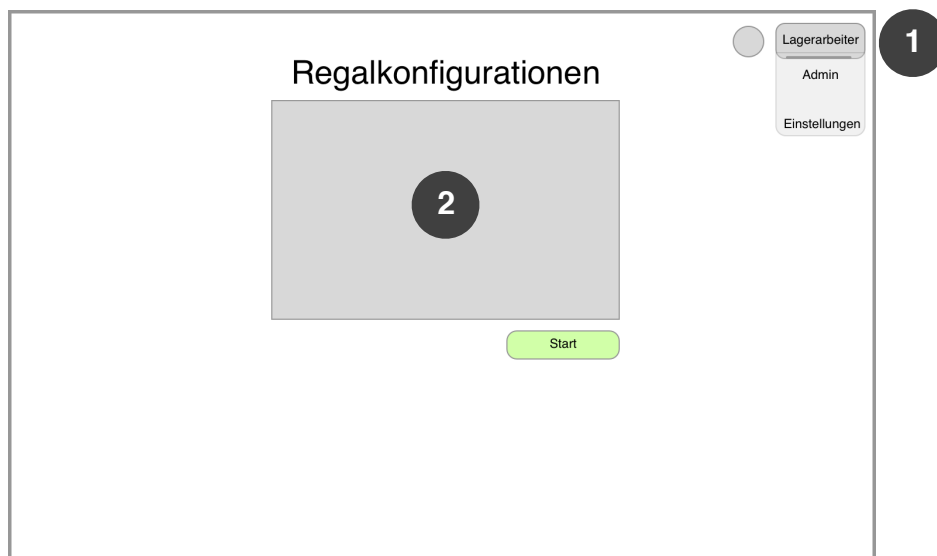 Lagerarbeiter
1
Regalkonfigurationen
Admin
Einstellungen
2
Start